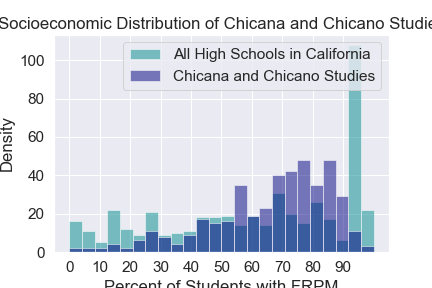 Socioeconomic Distribution of Chicana and Chicano Studie
All High Schools in California
Chicana and Chicano Studies
Density
100
80
60
40
20
0
0 10 20 30 40 50 60 70 80 90
Percent of Students with FRPM